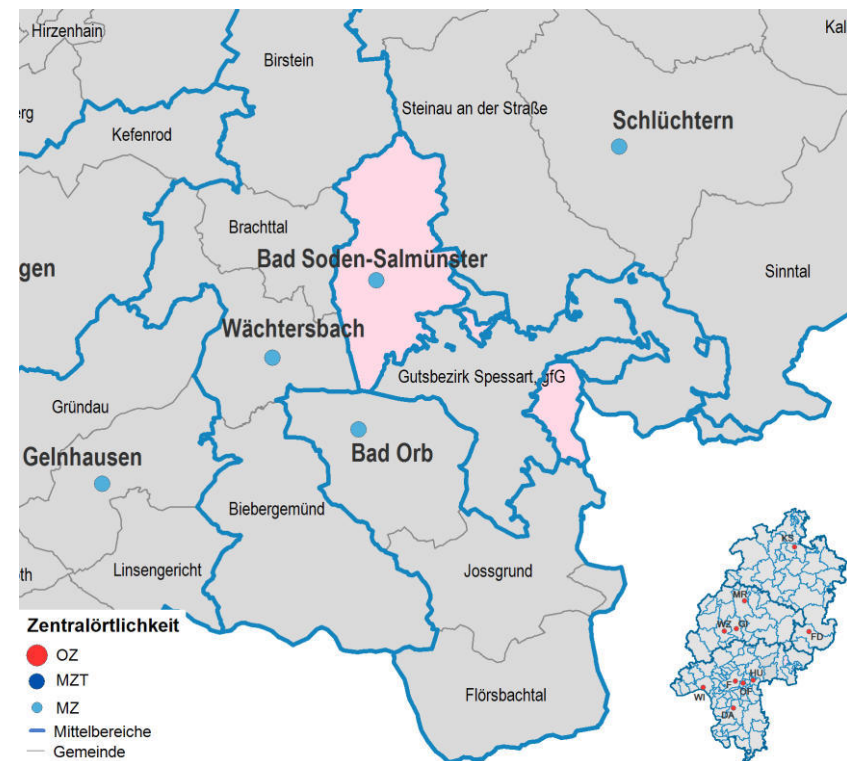 Hirzenhain
Kal
Birstein
Steinau an der Straße
erg
Schlüchtern
Kefenrod
Brachttal
Bad Soden-Salmünster
gen
Sinntal
Wächtersbach
Gutsbezirk Spessart, gfG
Gründau
Bad Orb
Gelnhausen
Biebergemünd
oth
Linsengericht
Jossgrund
Flörsbachtal
Zentralörtlichkeit
OZ
MZT
MZ
Mittelbereiche
Gemeinde
KS
MR
WZ
GI
FD
HU
F
OF
WI
DA